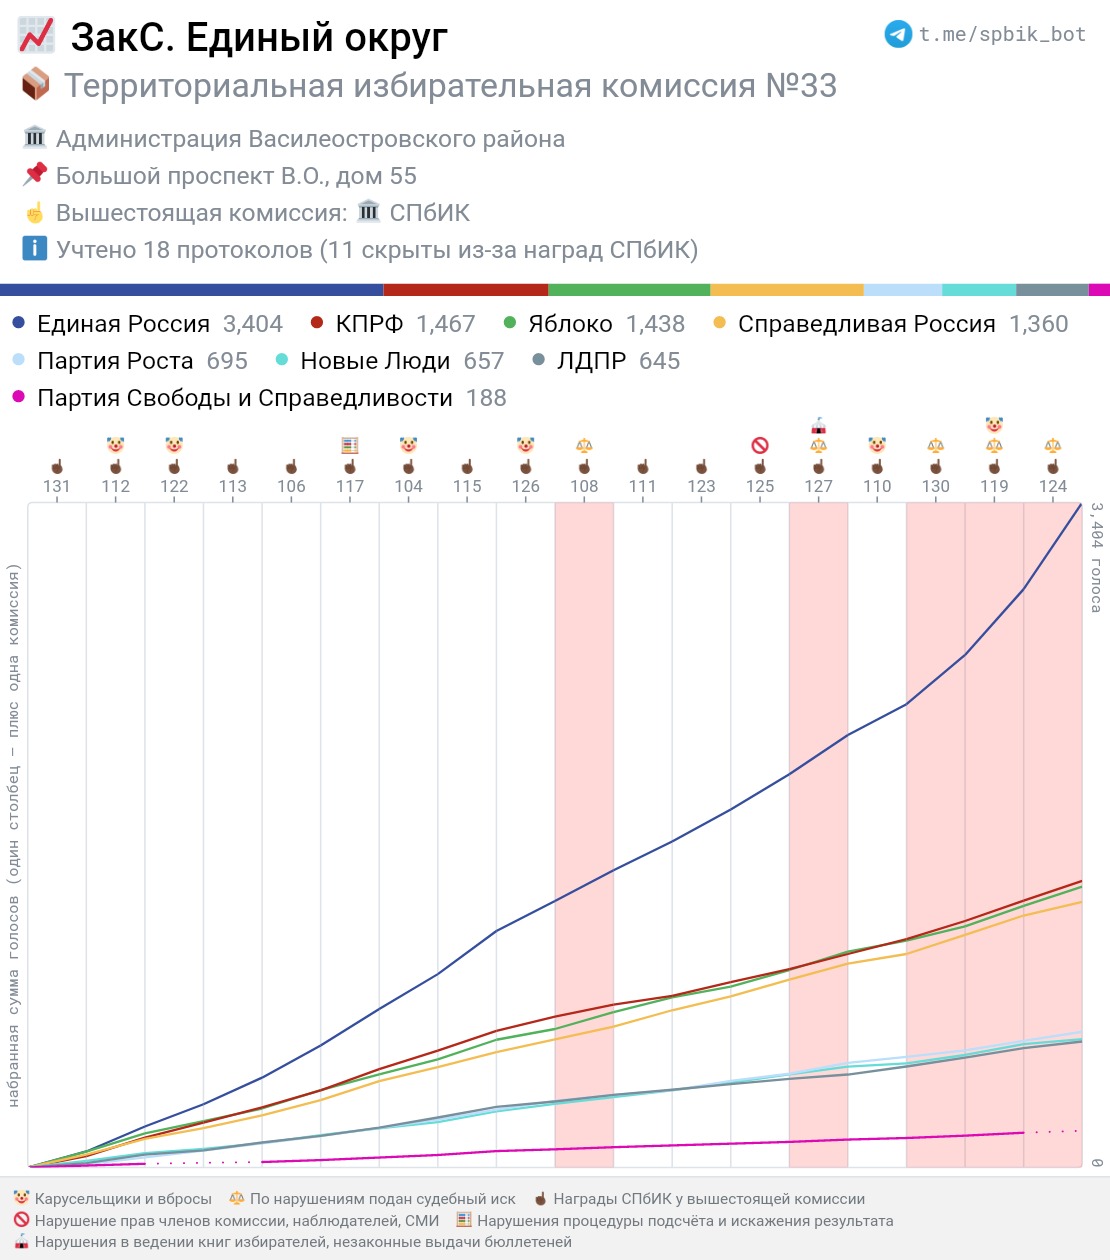 ЗакС. Единый округ
t.me/spbik_bot
Территориальная избирательная комиссия №33
Администрация Василеостровского района
Большой проспект В.О., дом 55
Вышестоящая комиссия: СПбИК
Учтено 18 протоколов (11 скрыты из-за наград СПбИК)
Единая Россия 3,404 КПРФ 1,467 Яблоко 1,438 Справедливая Россия 1,360
Партия Роста 695 Новые Люди 657 ЛДПР 645
Партия Свободы и Справедливости 188
131 112 122 113 106 117 104 115 126 108 111 123 125 127 110 130 119 124
набранная сумма голосов (один столбец — плюс одна комиссия)
3,404 голоса
0
Карусельщики и вбросы По нарушениям подан судебный иск Награды СПбИК у вышестоящей комиссии
Нарушение прав членов комиссии, наблюдателей, СМИ Нарушения процедуры подсчёта и искажения результата
Нарушения в ведении книг избирателей, незаконные выдачи бюллетеней